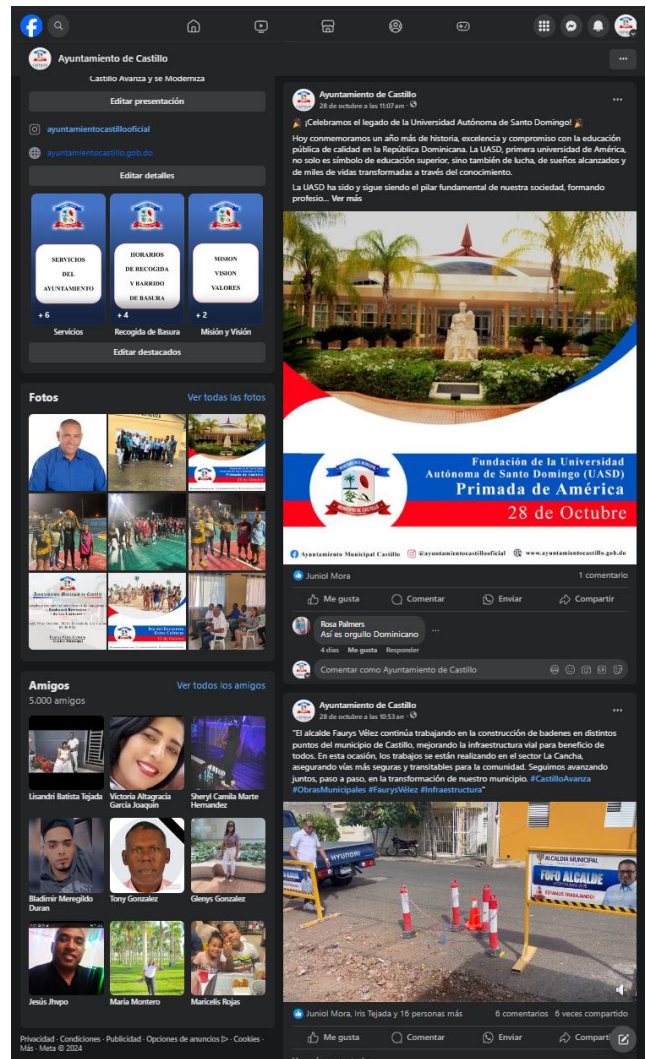 Ayuntamiento de Castillo
Castillo Avanza y se Moderniza
Editar presentación
ayuntamientocastillooficial
ayuntamientocastillo.gob.do
Editar detalles
SERVICIOS
DEL
AYUNTAMIENTO
+ 6
Servicios
HORARIOS
DE RECOGIDA
Y BARRIDO
DE BASURA
+ 4
Recogida de Basura
MISION
VISION
VALORES
+ 2
Misión y Visión
Editar destacados
Fotos
Ver todas las fotos
Amigos
Ver todos los amigos
5.000 amigos
Lisandri Batista Tejada
Victoria Altagracia
García Joaquín
Sheryl Camila Marte
Hernandez
Bladimir Meregildo
Duran
Tony Gonzalez
Glenys Gonzalez
Jesús Jhvpo
Maria Montero
Maricelis Rojas
Privacidad · Condiciones · Publicidad · Opciones de anuncios · Cookies ·
Más · Meta © 2024
Ayuntamiento de Castillo
28 de octubre a las 11:07 am ·
¡Celebramos el legado de la Universidad Autónoma de Santo Domingo!
Hoy conmemoramos un año más de historia, excelencia y compromiso con la educación
pública de calidad en la República Dominicana. La UASD, primera universidad de América,
no solo es símbolo de educación superior, sino también de lucha, de sueños alcanzados y
de miles de vidas transformadas a través del conocimiento.
La UASD ha sido y sigue siendo el pilar fundamental de nuestra sociedad, formando
profesio... Ver más
Fundación de la Universidad
Autónoma de Santo Domingo (UASD)
Primada de América
28 de Octubre
Ayuntamiento Municipal Castillo
@ayuntamientocastillooficial
www.ayuntamientocastillo.gob.do
Juniol Mora
1 comentario
Me gusta
Comentar
Enviar
Compartir
Rosa Palmers
Así es orgullo Dominicano
4 días Me gusta Responder
Comentar como Ayuntamiento de Castillo
Ayuntamiento de Castillo
28 de octubre a las 10:53 am ·
"El alcalde Faurys Vélez continúa trabajando en la construcción de badenes en distintos
puntos del municipio de Castillo, mejorando la infraestructura vial para beneficio de
todos. En esta ocasión, los trabajos se están realizando en el sector La Cancha,
asegurando vías más seguras y transitables para la comunidad. Seguimos avanzando
juntos, paso a paso, en la transformación de nuestro municipio. #CastilloAvanza
#ObrasMunicipales #FaurysVélez #Infraestructura"
HYUNDAI
ALCALDIA MUNICIPAL
FOFO ALCALDE
ESTAMOS TRABAJANDO!
Juniol Mora, Iris Tejada y 16 personas más
6 comentarios 6 veces compartido
Me gusta
Comentar
Enviar
Compartir